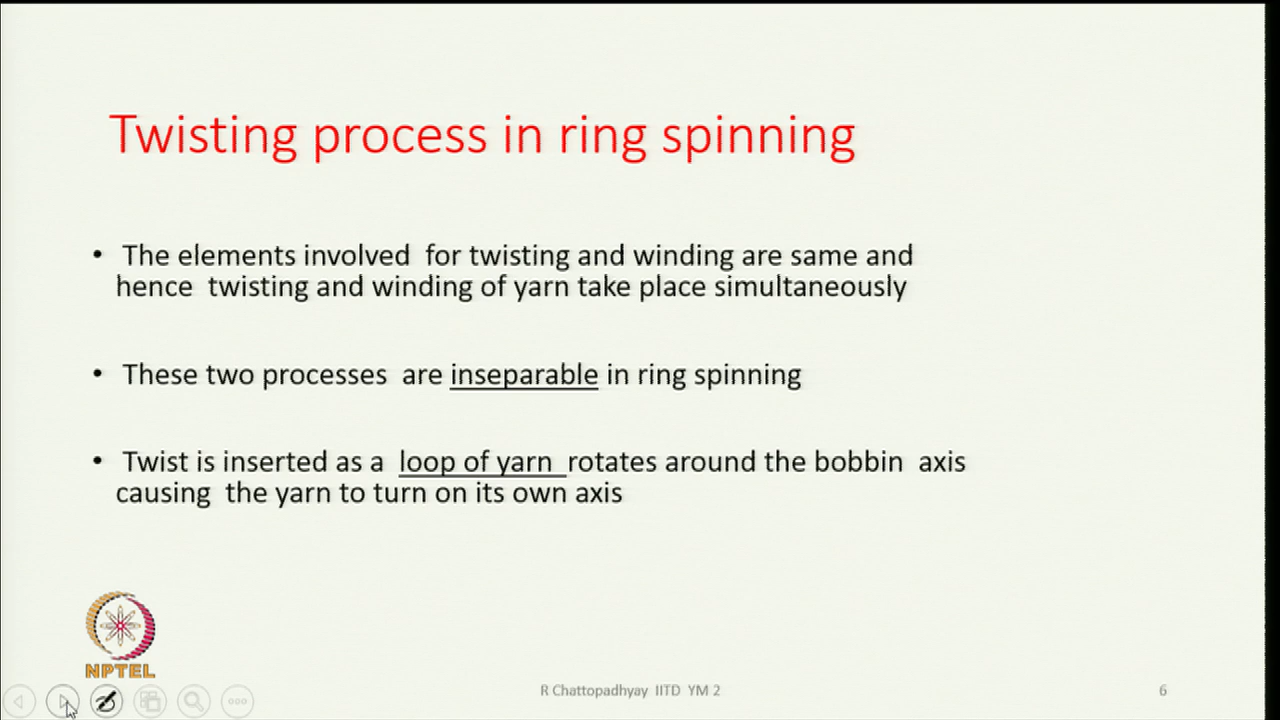 Twisting process in ring spinning
• The elements involved for twisting and winding are same and
hence twisting and winding of yarn take place simultaneously
• These two processes are inseparable in ring spinning
• Twist is inserted as a loop of yarn rotates around the bobbin axis
causing the yarn to turn on its own axis
NPTEL
R Chattopadhyay IITD YM 2
6